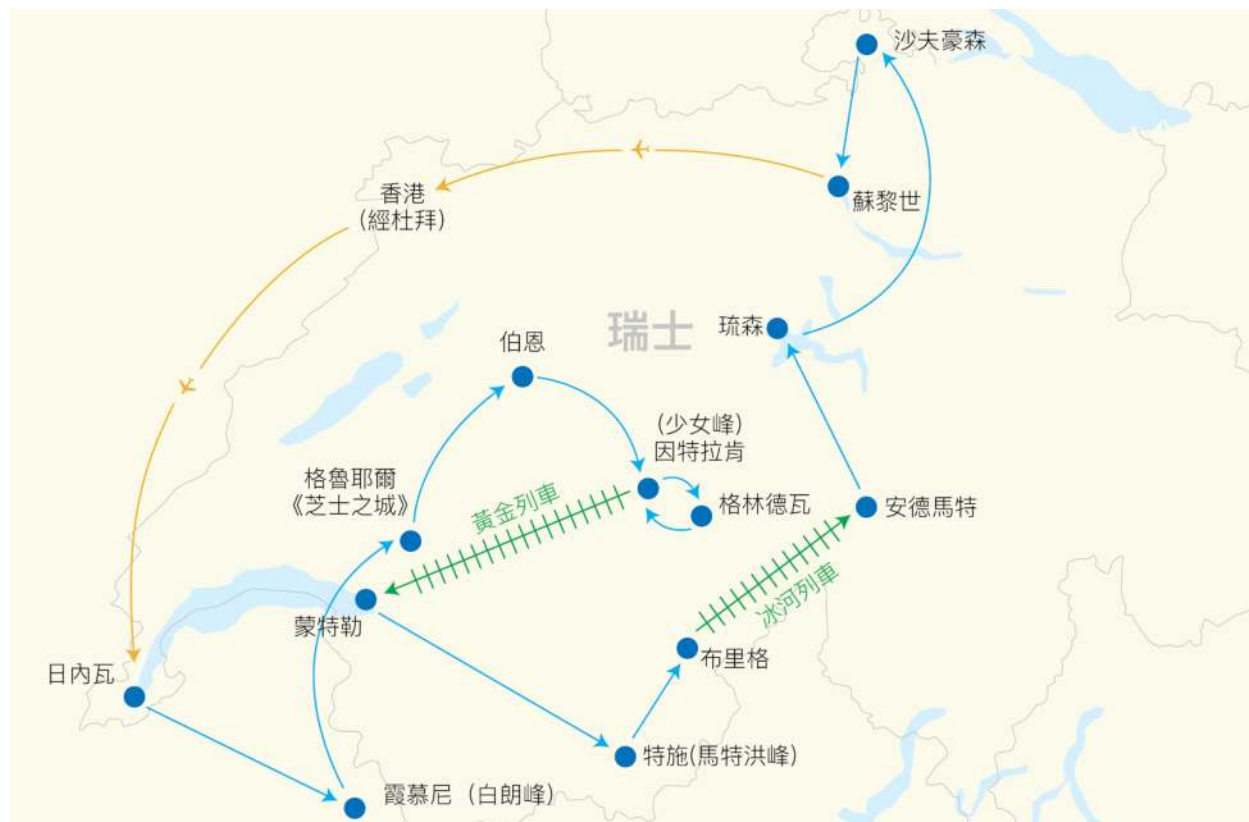 沙夫豪森
蘇黎世
香港
(經杜拜)
瑞士
琉森
伯恩
(少女峰)
因特拉肯
格魯耶爾
《芝士之城》
黃金列車
格林德瓦
安德馬特
冰河列車
蒙特勒
布里格
日內瓦
特施(馬特洪峰)
霞慕尼（白朗峰）